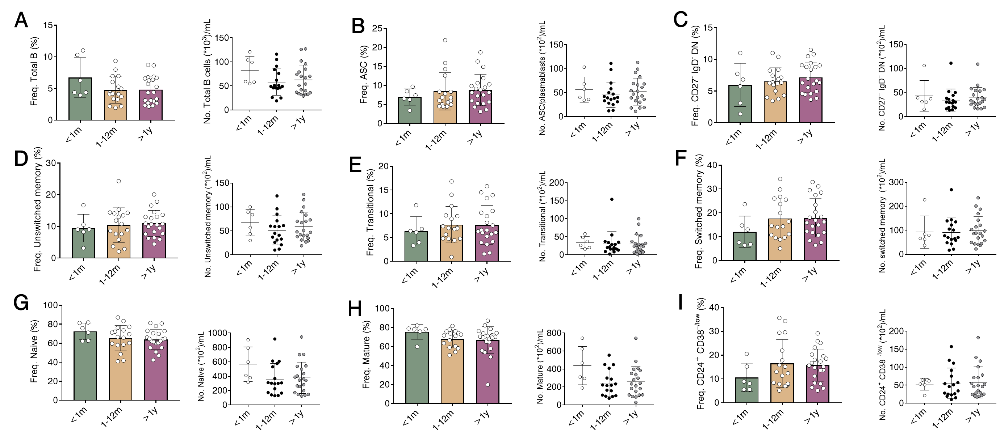 A
Freq. Total B (%)
15
10
5
0
< 1m
1-12m
> 1y
No. Total B cells (*10³)/mL
150
100
50
0
< 1m
1-12m
> 1y
B
Freq. ASC (%)
25
20
15
10
5
0
< 1m
1-12m
> 1y
No. ASC/plasmablasts (*10²)/mL
150
100
50
0
< 1m
1-12m
> 1y
C
Freq. CD27⁻ IgD⁻ DN (%)
15
10
5
0
< 1m
1-12m
> 1y
No. CD27⁻ IgD⁻ DN (*10²)/mL
150
100
50
0
< 1m
1-12m
> 1y
D
Freq. Unswitched memory (%)
30
20
10
0
< 1m
1-12m
> 1y
No. Unswitched memory (*10²)/mL
150
100
50
0
< 1m
1-12m
> 1y
E
Freq. Transitional (%)
20
15
10
5
0
< 1m
1-12m
> 1y
No. Transitional (*10²)/mL
200
150
100
50
0
< 1m
1-12m
> 1y
F
Freq. Switched memory (%)
40
30
20
10
0
< 1m
1-12m
> 1y
No. switched memory (*10²)/mL
300
200
100
0
< 1m
1-12m
> 1y
G
Freq. Naive (%)
100
80
60
40
20
0
< 1m
1-12m
> 1y
No. Naive (*10²)/mL
1000
800
600
400
200
0
< 1m
1-12m
> 1y
H
Freq. Mature (%)
100
80
60
40
20
0
< 1m
1-12m
> 1y
No. Mature (*10²)/mL
800
600
400
200
0
< 1m
1-12m
> 1y
I
Freq. CD24⁺ CD38⁻/low (%)
40
30
20
10
0
< 1m
1-12m
> 1y
No. CD24⁺ CD38⁻/low (*10²)/mL
200
150
100
50
0
< 1m
1-12m
> 1y